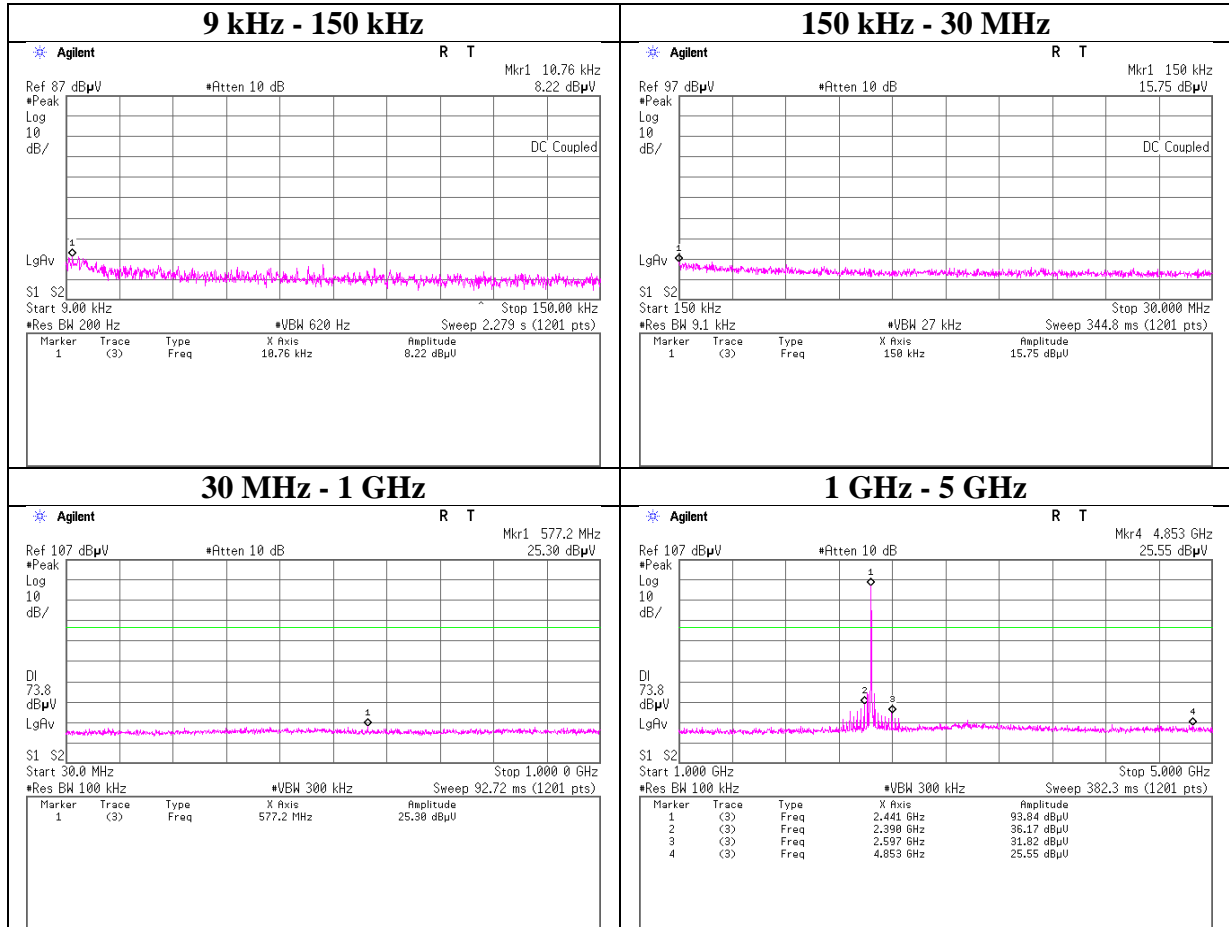 9 kHz - 150 kHz
Agilent R T
Mkr1 10.76 kHz
Ref 87 dBµV #Atten 10 dB 8.22 dBµV
#Peak
Log
10
dB/
DC Coupled
1
LgAv
S1 S2
Start 9.00 kHz ^ Stop 150.00 kHz
#Res BW 200 Hz #VBW 620 Hz Sweep 2.279 s (1201 pts)
Marker Trace Type X Axis Amplitude
1 (3) Freq 10.76 kHz 8.22 dBµV
150 kHz - 30 MHz
Agilent R T
Mkr1 150 kHz
Ref 97 dBµV #Atten 10 dB 15.75 dBµV
#Peak
Log
10
dB/
DC Coupled
1
LgAv
S1 S2
Start 150 kHz Stop 30.000 MHz
#Res BW 9.1 kHz #VBW 27 kHz Sweep 344.8 ms (1201 pts)
Marker Trace Type X Axis Amplitude
1 (3) Freq 150 kHz 15.75 dBµV
30 MHz - 1 GHz
Agilent R T
Mkr1 577.2 MHz
Ref 107 dBµV #Atten 10 dB 25.30 dBµV
#Peak
Log
10
dB/
DI
73.8
dBµV
1
LgAv
S1 S2
Start 30.0 MHz Stop 1.000 0 GHz
#Res BW 100 kHz #VBW 300 kHz Sweep 92.72 ms (1201 pts)
Marker Trace Type X Axis Amplitude
1 (3) Freq 577.2 MHz 25.30 dBµV
1 GHz - 5 GHz
Agilent R T
Mkr4 4.853 GHz
Ref 107 dBµV #Atten 10 dB 25.55 dBµV
#Peak
1
Log
10
dB/
DI
73.8
2
dBµV
3
4
LgAv
S1 S2
Start 1.000 GHz Stop 5.000 GHz
#Res BW 100 kHz #VBW 300 kHz Sweep 382.3 ms (1201 pts)
Marker Trace Type X Axis Amplitude
1 (3) Freq 2.441 GHz 93.84 dBµV
2 (3) Freq 2.390 GHz 36.17 dBµV
3 (3) Freq 2.597 GHz 31.82 dBµV
4 (3) Freq 4.853 GHz 25.55 dBµV